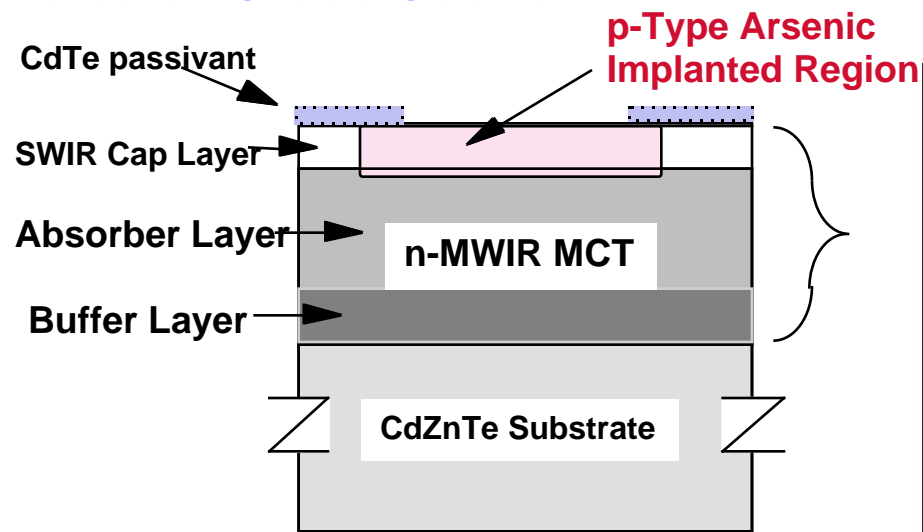 p-Type Arsenic
Implanted Region
CdTe passivant
SWIR Cap Layer
Absorber Layer
n-MWIR MCT
Buffer Layer
CdZnTe Substrate